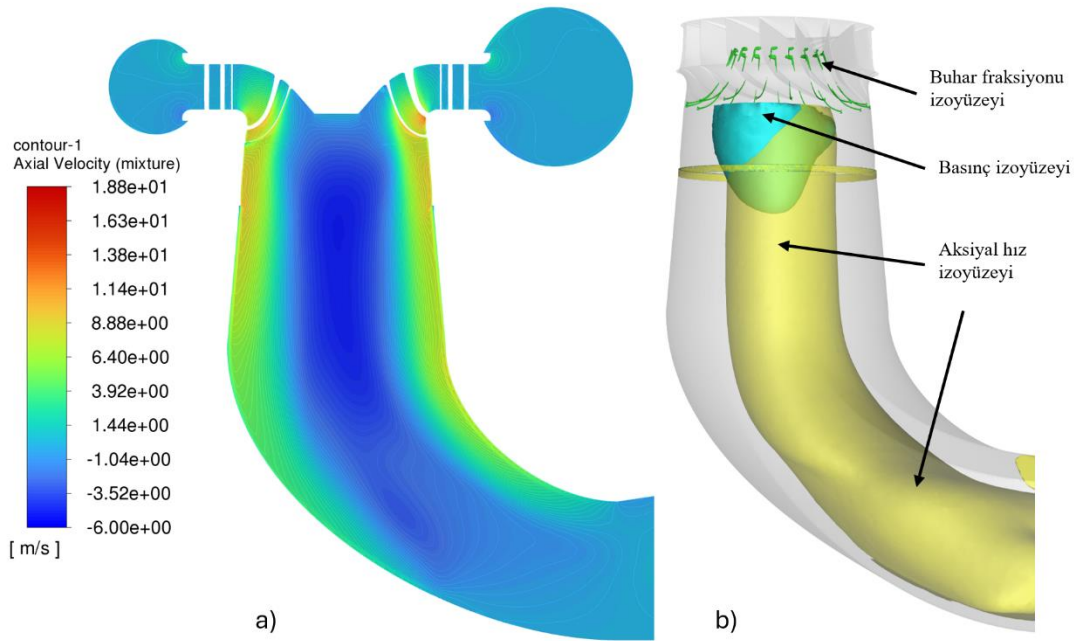 contour-1
Axial Velocity (mixture)
1.88e+01
1.63e+01
1.38e+01
1.14e+01
8.88e+00
6.40e+00
3.92e+00
1.44e+00
-1.04e+00
-3.52e+00
-6.00e+00
[ m/s ]
a)
Buhar fraksiyonu
izoyüzeyi
Basınç izoyüzeyi
Aksiyal hız
izoyüzeyi
b)